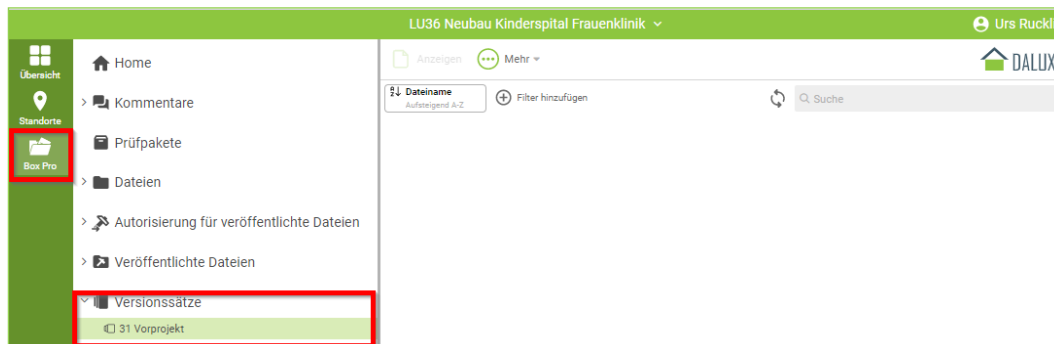 LU36 Neubau Kinderspital Frauenklinik
Urs Ruckli
Übersicht
Standorte
Box Pro
Home
Kommentare
Prüfpakete
Dateien
Autorisierung für veröffentlichte Dateien
Veröffentlichte Dateien
Versionssätze
31 Vorprojekt
Anzeigen
Mehr
DALUX
Dateiname
Aufsteigend A-Z
Filter hinzufügen
Suche